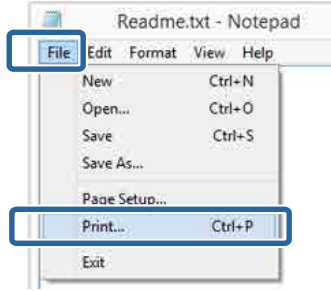 Readme.txt - Notepad
File Edit Format View Help
New Ctrl+N
Open... Ctrl+O
Save Ctrl+S
Save As...
Page Setup...
Print... Ctrl+P
Exit